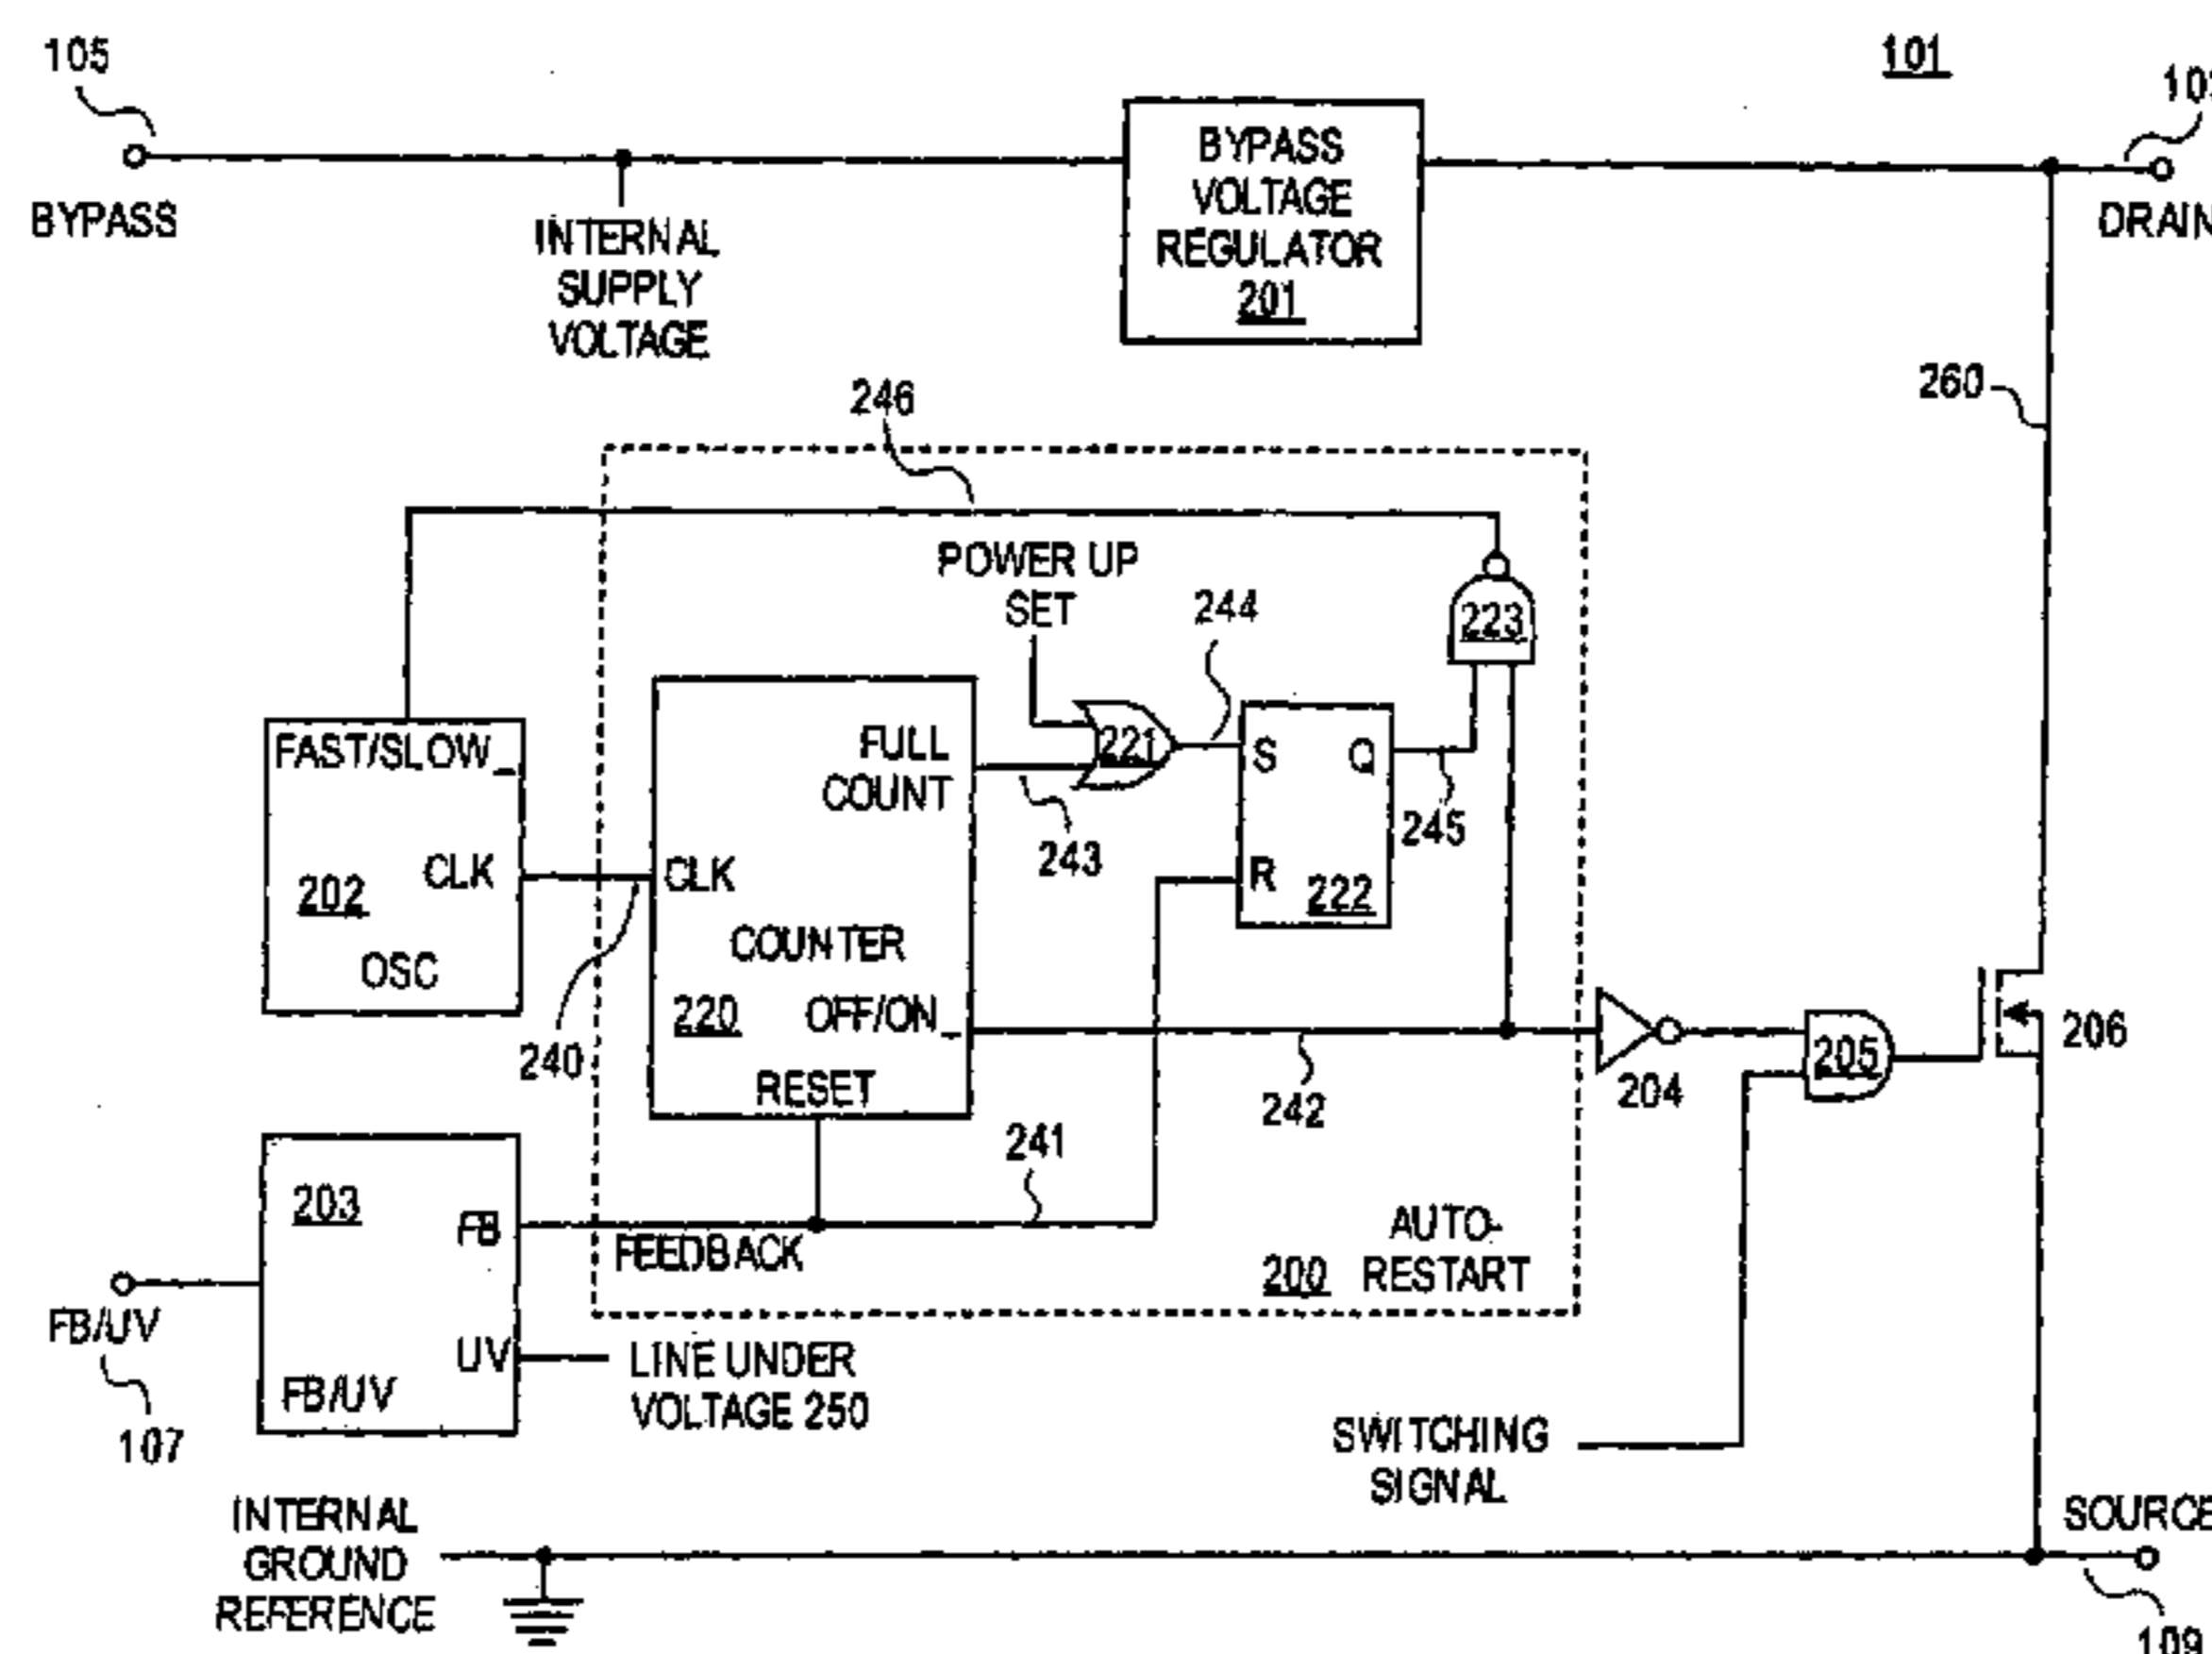 105
101
BYPASS
BYPASS
VOLTAGE
REGULATOR
201
DRAIN
INTERNAL
SUPPLY
VOLTAGE
246
260
POWER UP
SET
244
223
FAST/SLOW_
CLK
202
OSC
240
FULL
COUNT
CLK
COUNTER
220
OFF/ON_
RESET
221
243
S
Q
R
222
245
242
204
205
206
203
FB
UV
FB/UV
FB/UV
107
FEEDBACK
241
AUTO-
200 RESTART
LINE UNDER
VOLTAGE 250
SWITCHING
SIGNAL
INTERNAL
GROUND
REFERENCE
SOURCE
109